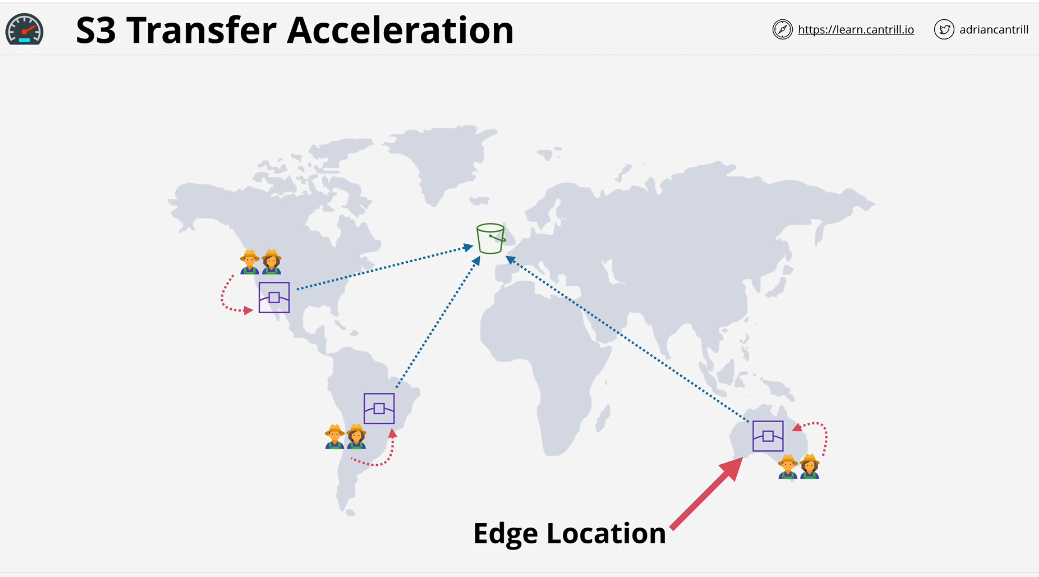 S3 Transfer Acceleration
https://learn.cantrill.io
adriancantrill
Edge Location